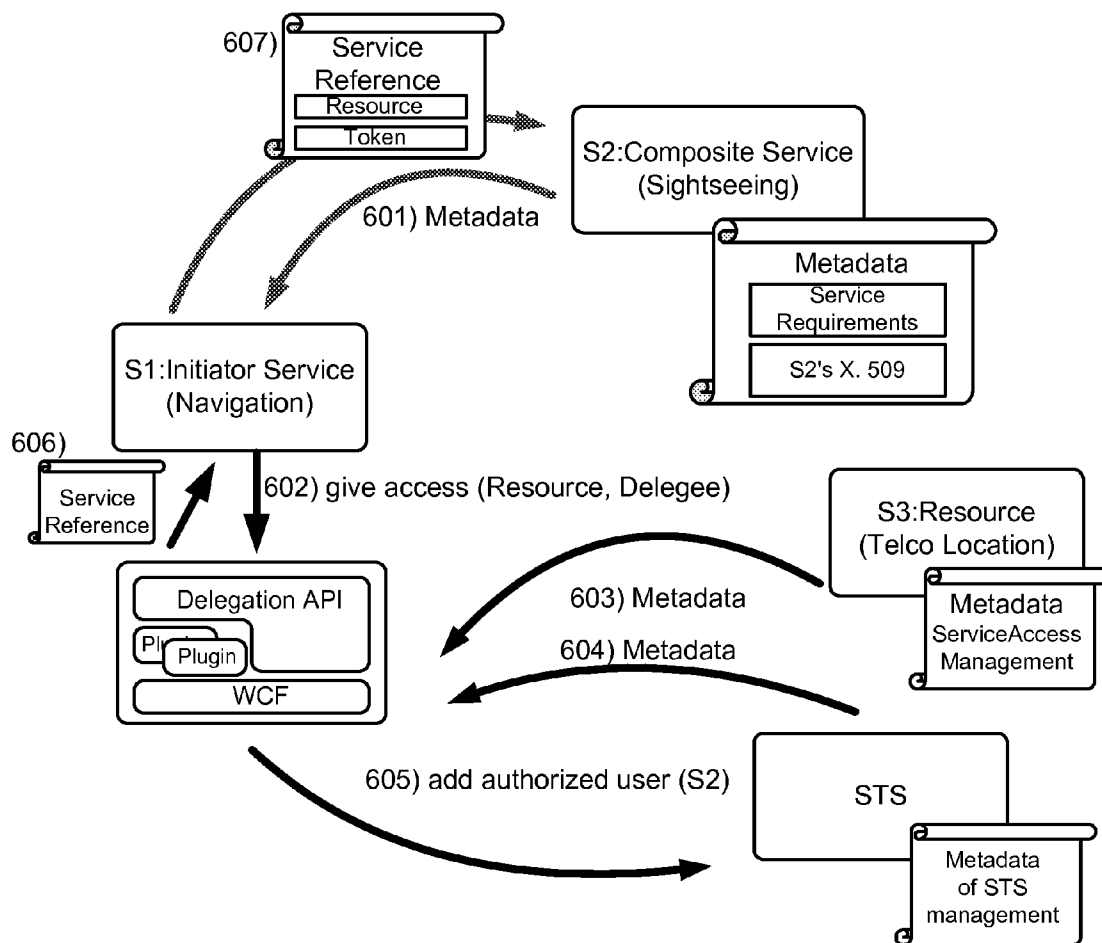 607)
Service
Reference
Resource
Token
S2:Composite Service
(Sightseeing)
601) Metadata
Metadata
Service
Requirements
S2's X. 509
S1:Initiator Service
(Navigation)
606)
Service
Reference
602) give access (Resource, Delegee)
S3:Resource
(Telco Location)
Metadata
ServiceAccess
Management
Delegation API
Plugin
Plugin
WCF
603) Metadata
604) Metadata
605) add authorized user (S2)
STS
Metadada
of STS
management